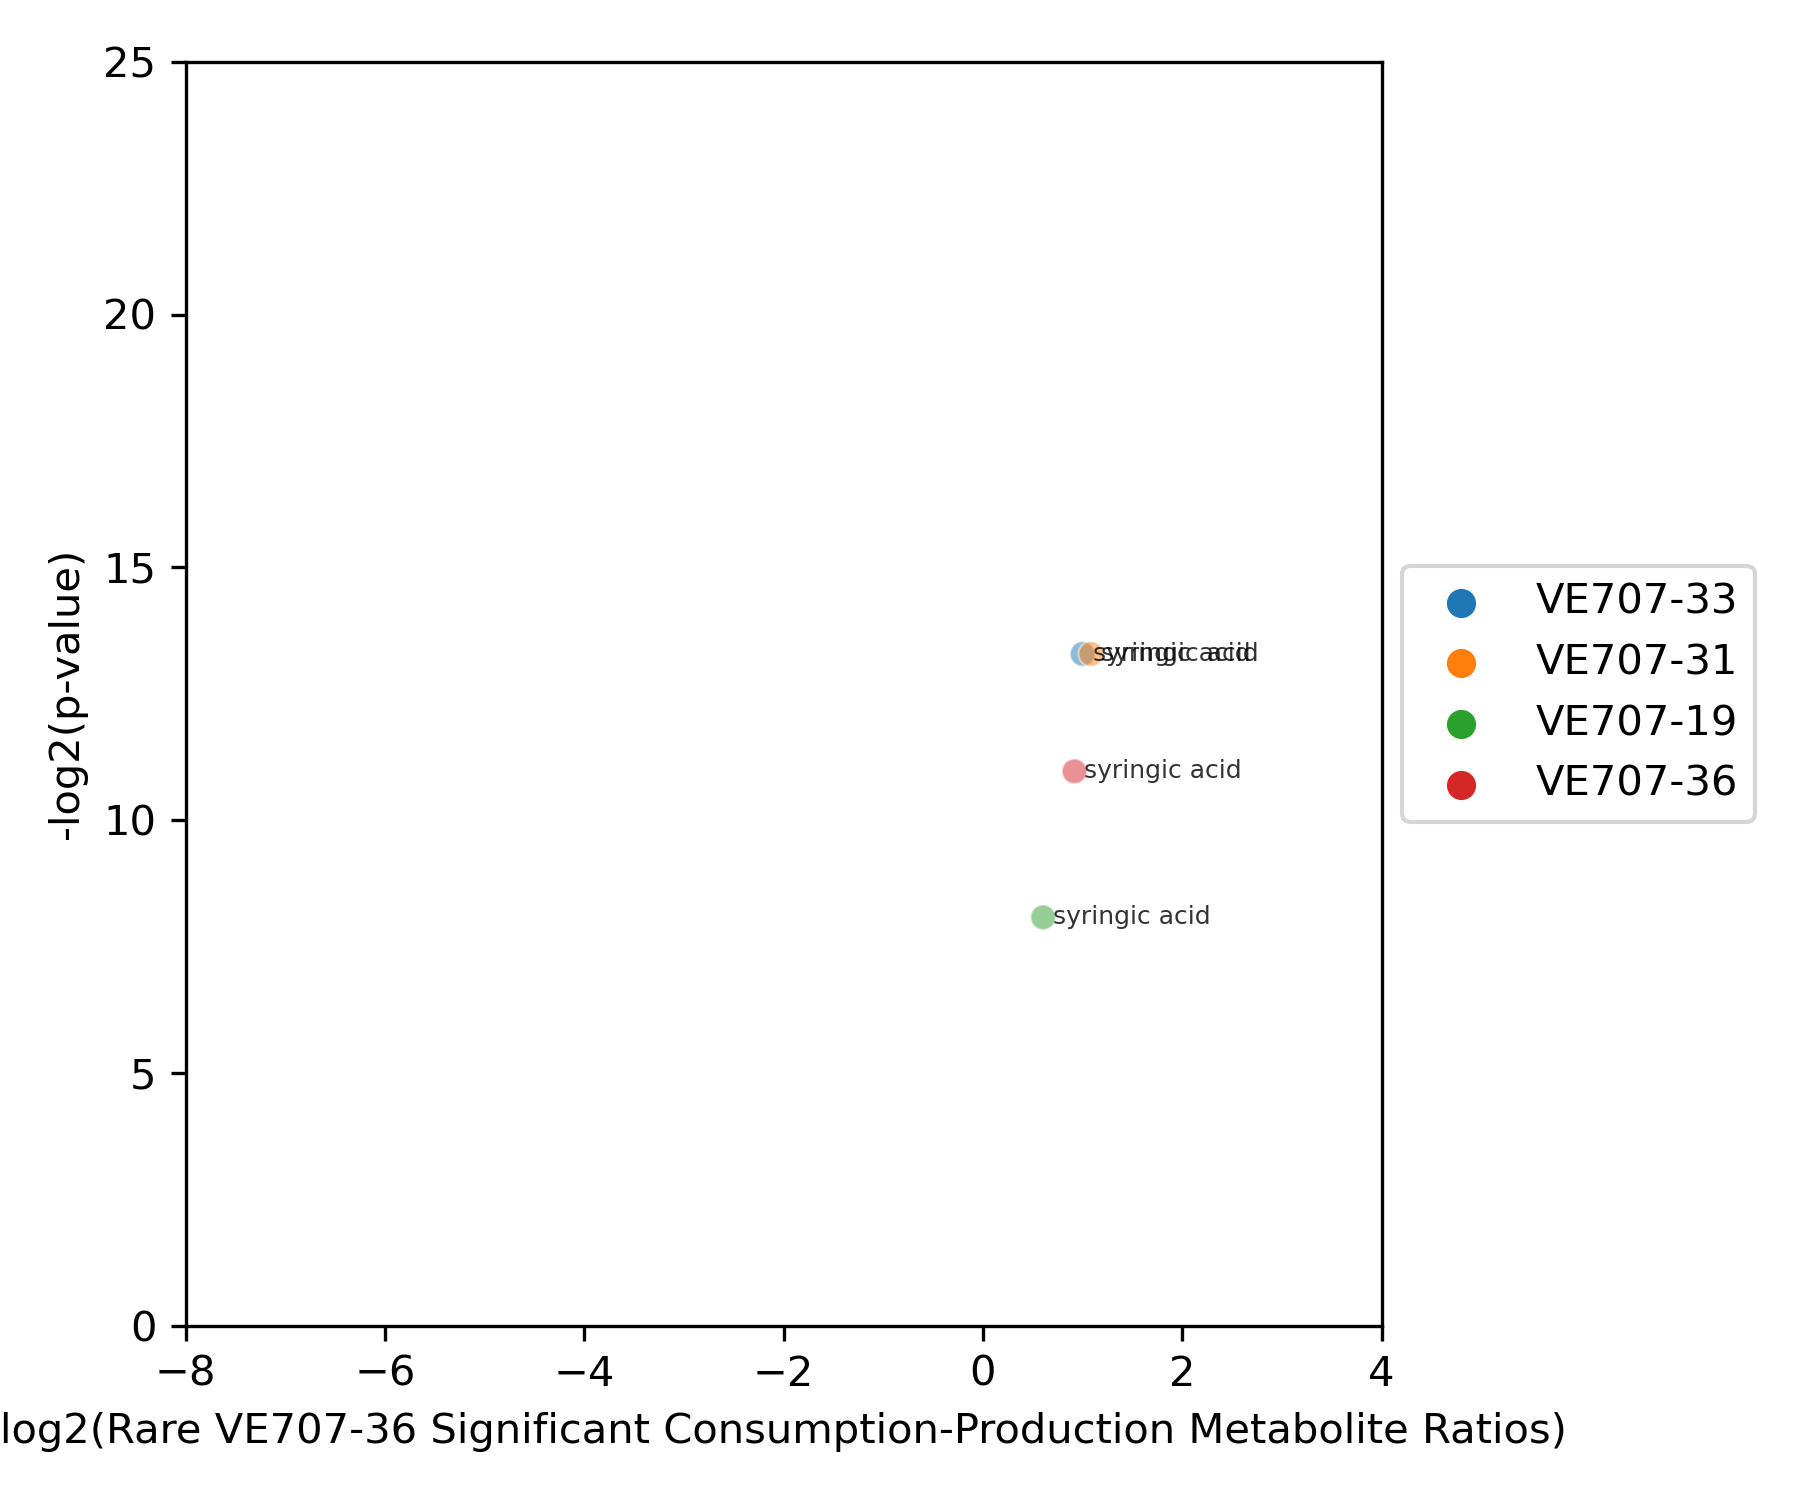 25
20
15
10
5
0
-log2(p-value)
syringic acid
syringic acid
syringic acid
syringic acid
−8 −6 −4 −2 0 2 4
log2(Rare VE707-36 Significant Consumption-Production Metabolite Ratios)
VE707-33
VE707-31
VE707-19
VE707-36